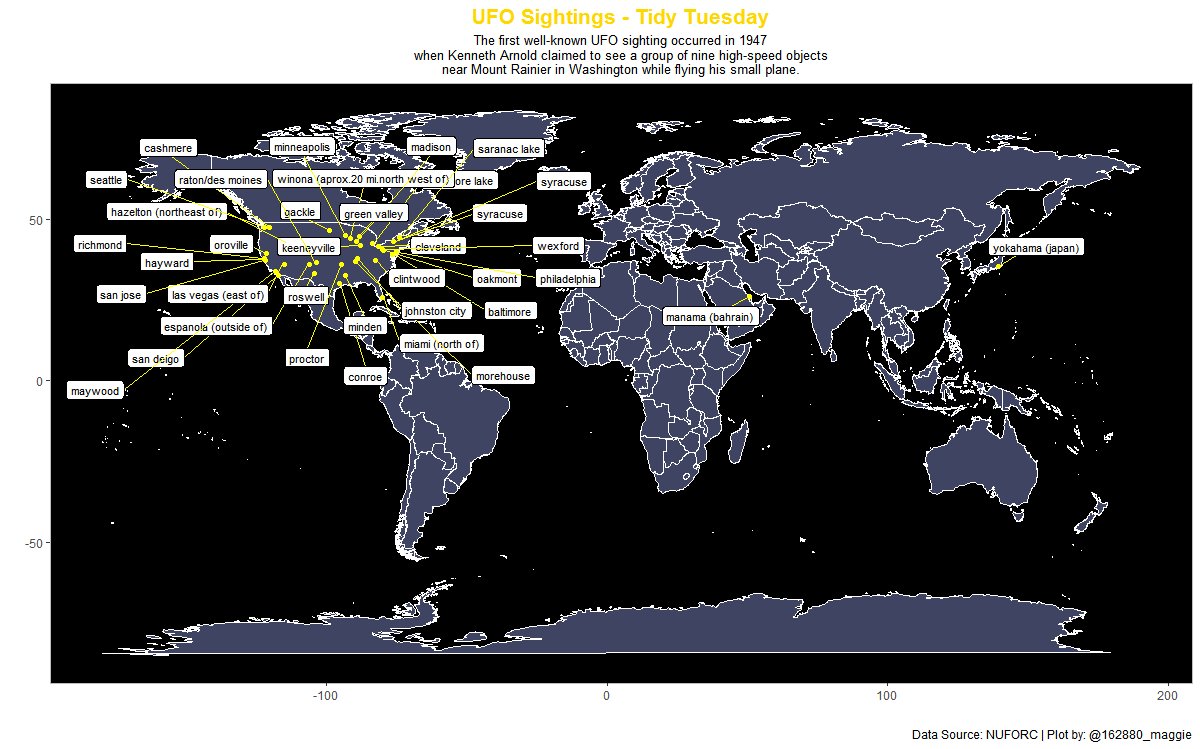 UFO Sightings - Tidy Tuesday
The first well-known UFO sighting occurred in 1947
when Kenneth Arnold claimed to see a group of nine high-speed objects
near Mount Rainier in Washington while flying his small plane.
cashmere
minneapolis
madison
saranac lake
seattle
raton/des moines
winona (aprox.20 mi.north west of)
ore lake
syracuse
hazelton (northeast of)
gackle
green valley
syracuse
50
richmond
oroville
keeneyville
cleveland
wexford
yokahama (japan)
hayward
clintwood
oakmont
philadelphia
san jose
las vegas (east of)
roswell
johnston city
baltimore
manama (bahrain)
espanola (outside of)
minden
miami (north of)
san deigo
proctor
0
maywood
conroe
morehouse
-50
-100
0
100
200
Data Source: NUFORC | Plot by: @162880_maggie